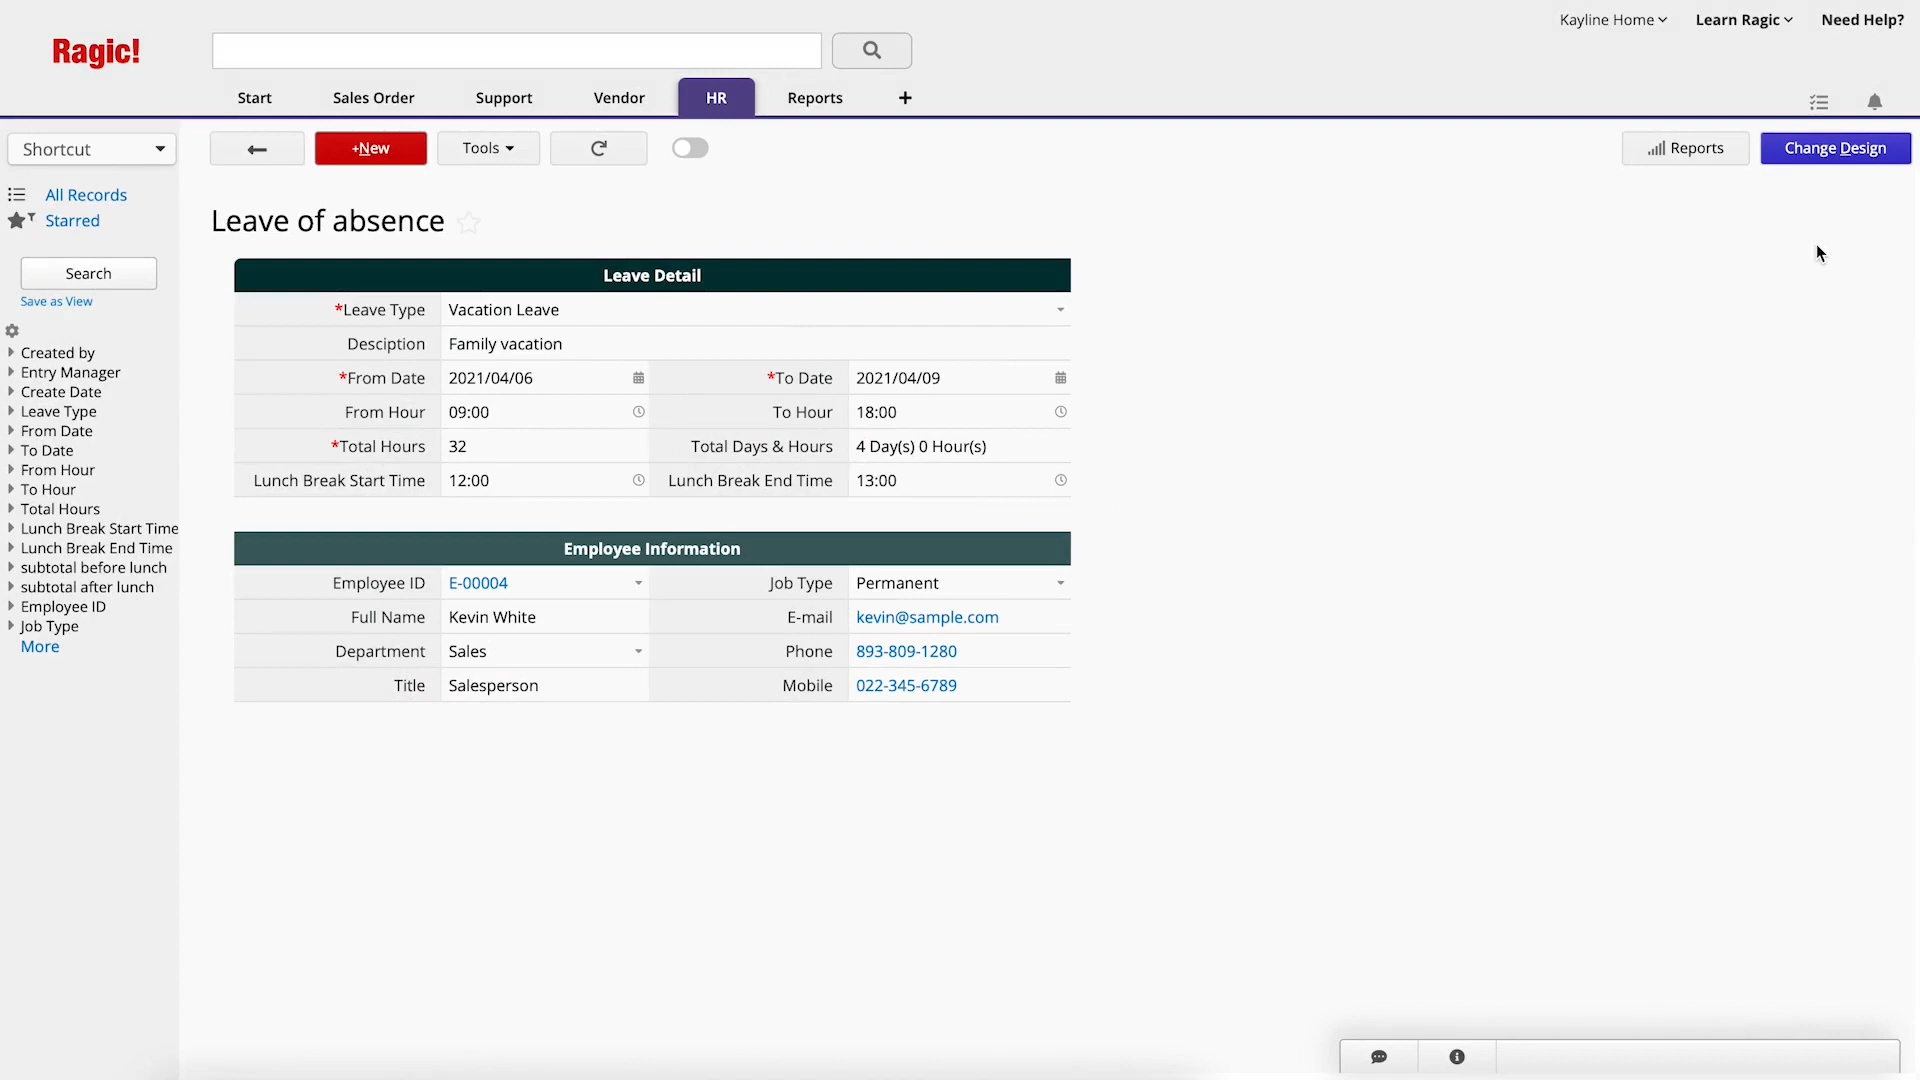 Kayline Home Learn Ragic Need Help?
Ragic!
Start Sales Order Support Vendor HR Reports +
Shortcut
+New Tools Reports Change Design
All Records
Starred
Search
Save as View
Created by
Entry Manager
Create Date
Leave Type
From Date
To Date
From Hour
To Hour
Total Hours
Lunch Break Start Time
Lunch Break End Time
subtotal before lunch
subtotal after lunch
Employee ID
Job Type
More
Leave of absence
Leave Detail
*Leave Type Vacation Leave
Desciption Family vacation
*From Date 2021/04/06 *To Date 2021/04/09
From Hour 09:00 To Hour 18:00
*Total Hours 32 Total Days & Hours 4 Day(s) 0 Hour(s)
Lunch Break Start Time 12:00 Lunch Break End Time 13:00
Employee Information
Employee ID E-00004 Job Type Permanent
Full Name Kevin White E-mail kevin@sample.com
Department Sales Phone 893-809-1280
Title Salesperson Mobile 022-345-6789